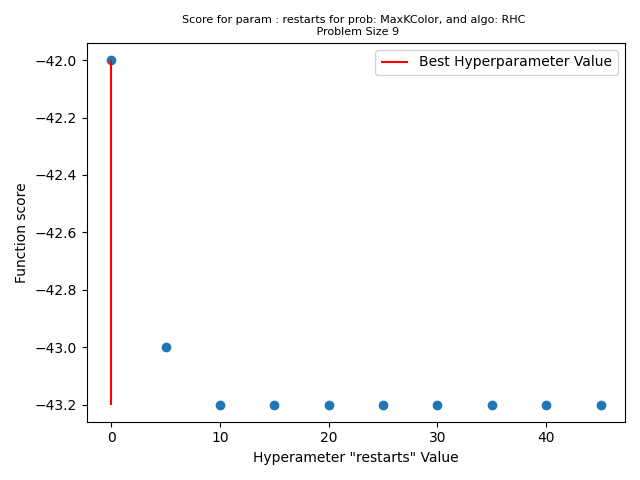 Score for param : restarts for prob: MaxKColor, and algo: RHC
Problem Size 9
Best Hyperparameter Value
Function score
−42.0
−42.2
−42.4
−42.6
−42.8
−43.0
−43.2
0 10 20 30 40
Hyperameter "restarts" Value